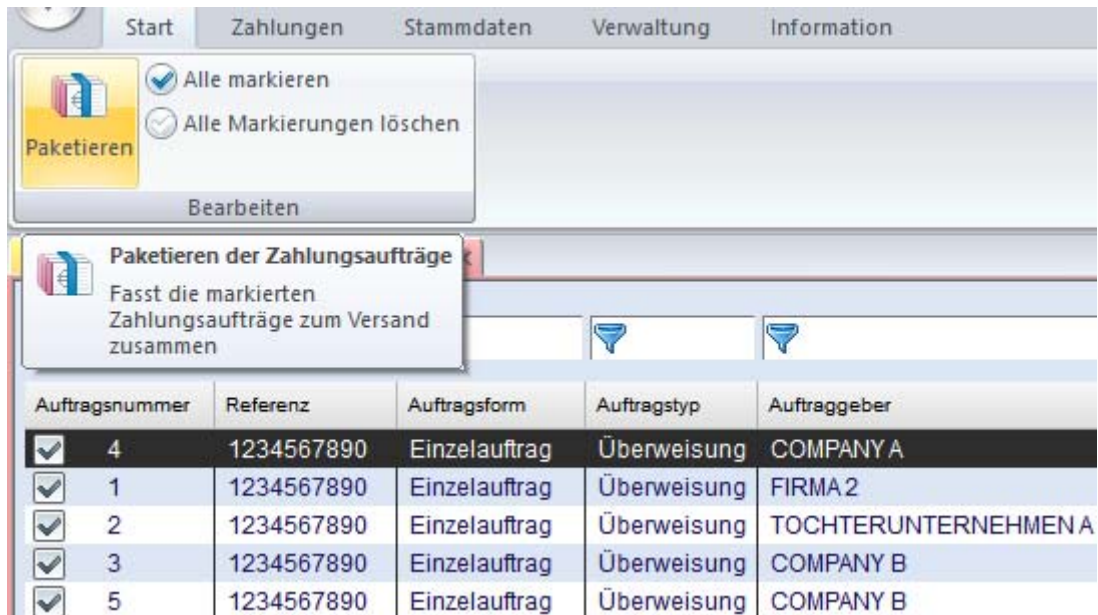 Start Zahlungen Stammdaten Verwaltung Information
Alle markieren
Alle Markierungen löschen
Paketieren
Bearbeiten
Paketieren der Zahlungsaufträge
Fasst die markierten
Zahlungsaufträge zum Versand
zusammen
Auftragsnummer Referenz Auftragsform Auftragstyp Auftraggeber
4 1234567890 Einzelauftrag Überweisung COMPANY A
1 1234567890 Einzelauftrag Überweisung FIRMA 2
2 1234567890 Einzelauftrag Überweisung TOCHTERUNTERNEHMEN A
3 1234567890 Einzelauftrag Überweisung COMPANY B
5 1234567890 Einzelauftrag Überweisung COMPANY B